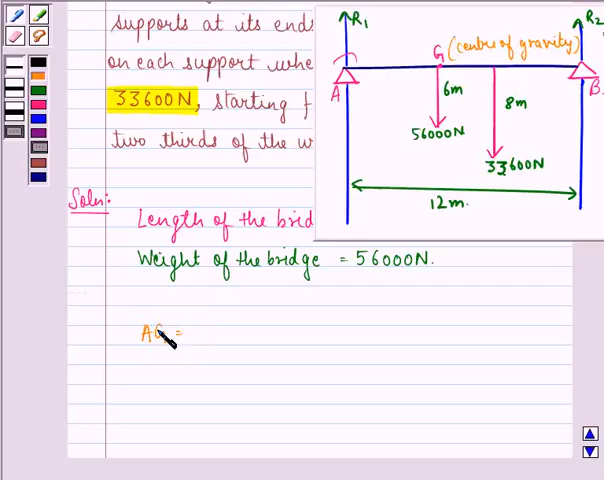 supports at its ends
on each support whe
33600N, starting f
two thirds of the w
R1
R2
G (centre of gravity)
A
B
6m
8m
56000N
33600N
12m.
Soln:
Length of the brid
Weight of the bridge = 56000N.
AG =